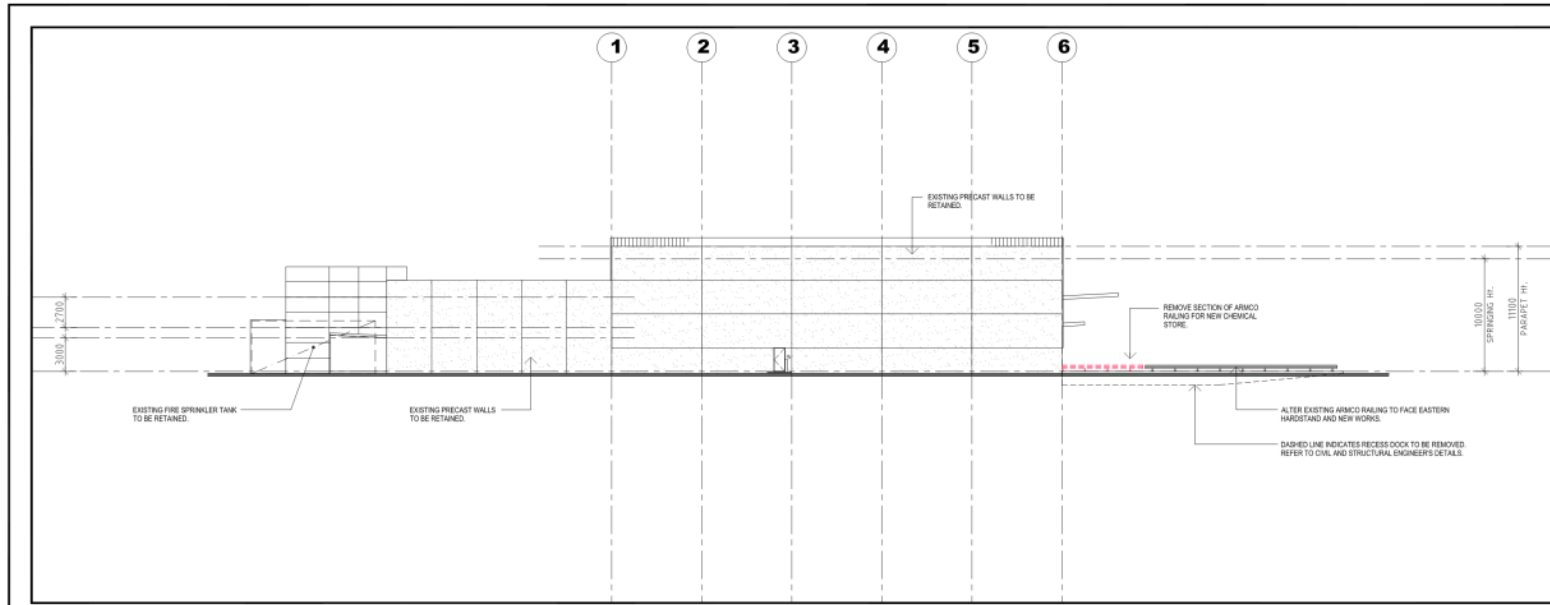 1
2
3
4
5
6
EXISTING PRECAST WALLS TO BE
RETAINED.
2700
3000
REMOVE SECTION OF ARMCO
RAILING FOR NEW CHEMICAL
STORE.
10000
SPRINGING Ht.
11100
PARAPET Ht.
EXISTING FIRE SPRINKLER TANK
TO BE RETAINED.
EXISTING PRECAST WALLS
TO BE RETAINED.
ALTER EXISTING ARMCO RAILING TO FACE EASTERN
HARDSTAND AND NEW WORKS.
DASHED LINE INDICATES RECESS DOCK TO BE REMOVED.
REFER TO CIVIL AND STRUCTURAL ENGINEER'S DETAILS.